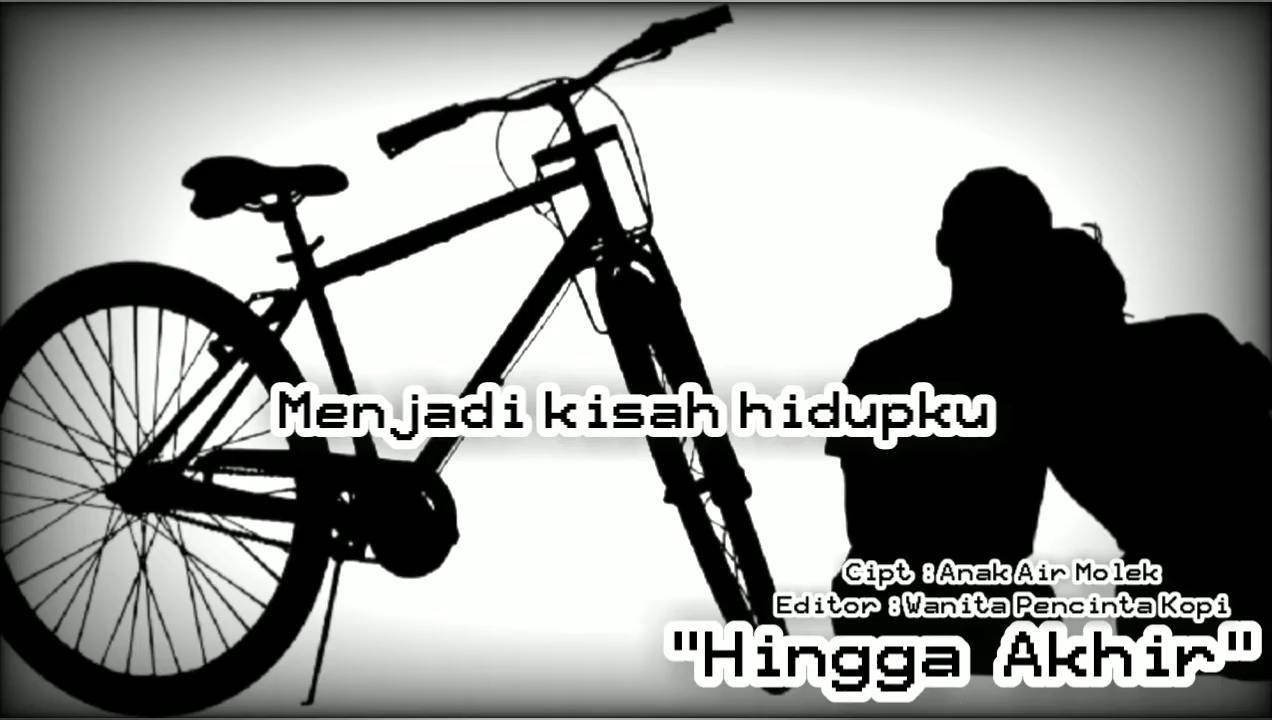 Menjadi kisah hidupku
Cipt : Anak Air Molek
Editor : Wanita Pencinta Kopi
"Hingga Akhir"